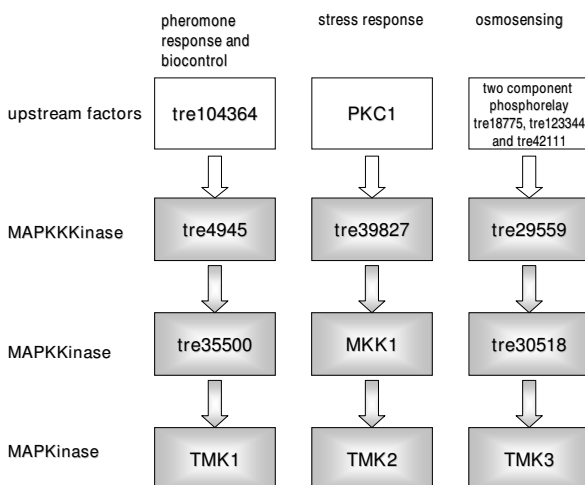 pheromone
response and
biocontrol
stress response
osmosensing
upstream factors
tre104364
PKC1
two component
phosphorelay
tre18775, tre123344
and tre42111
MAPKKKinase
tre4945
tre39827
tre29559
MAPKKinase
tre35500
MKK1
tre30518
MAPKinase
TMK1
TMK2
TMK3